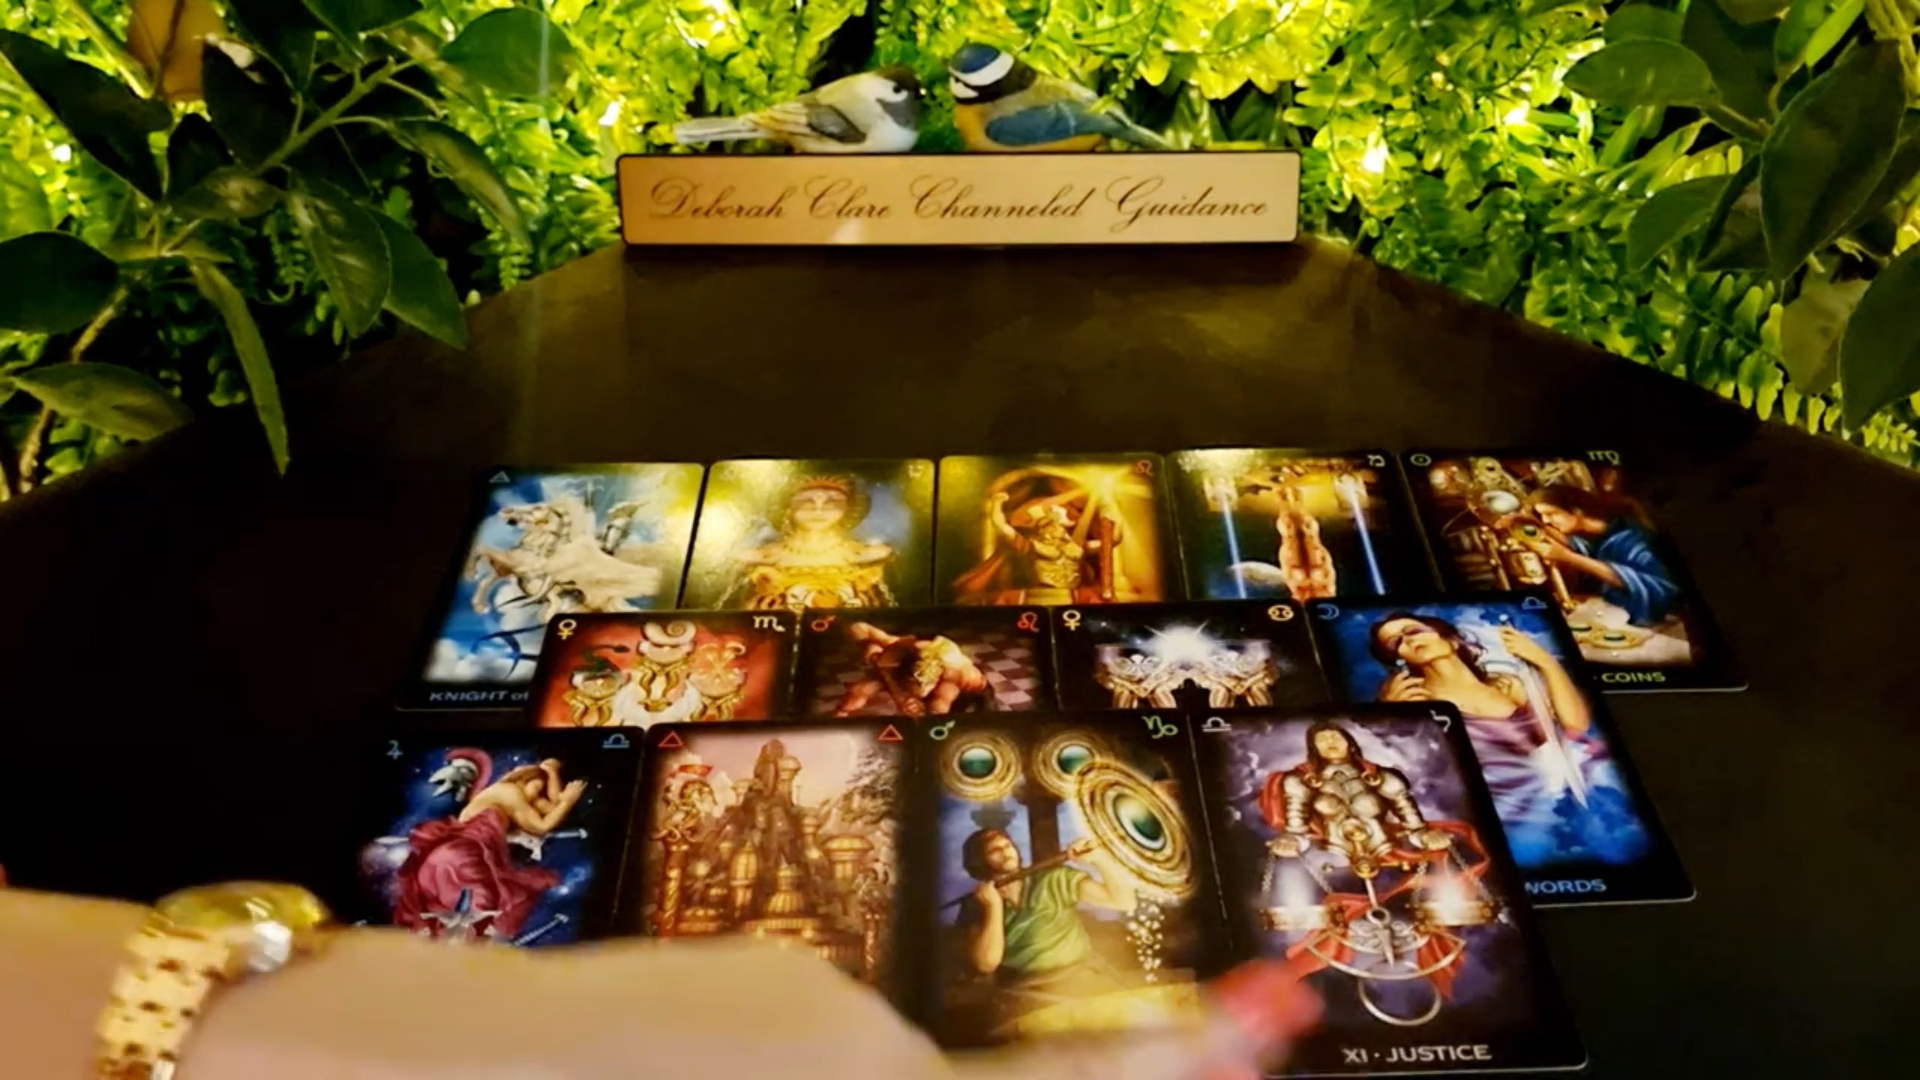 Deborah Clare Channeled Guidance
KNIGHT of
· COINS
WORDS
XI · JUSTICE